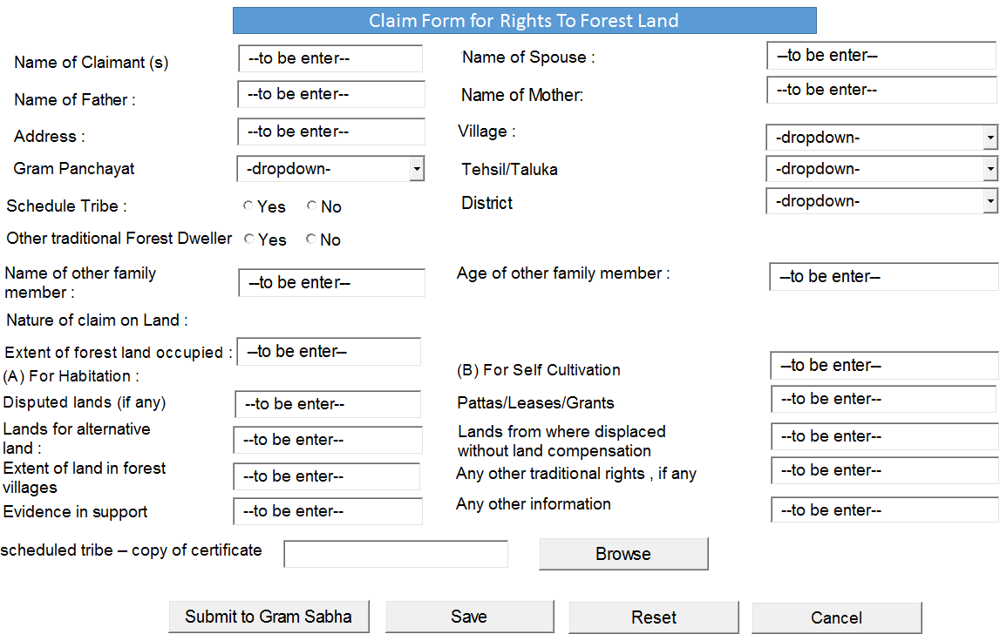 Claim Form for Rights To Forest Land
Name of Claimant (s) --to be enter-- Name of Spouse : --to be enter--
Name of Father : --to be enter-- Name of Mother: --to be enter--
Address : --to be enter-- Village : -dropdown-
Gram Panchayat -dropdown- Tehsil/Taluka -dropdown-
Schedule Tribe : Yes No District -dropdown-
Other traditional Forest Dweller Yes No
Name of other family
member : --to be enter-- Age of other family member : --to be enter--
Nature of claim on Land :
Extent of forest land occupied : --to be enter--
(A) For Habitation : (B) For Self Cultivation --to be enter--
Disputed lands (if any) --to be enter-- Pattas/Leases/Grants --to be enter--
Lands for alternative
land : --to be enter-- Lands from where displaced
without land compensation --to be enter--
Extent of land in forest
villages --to be enter-- Any other traditional rights , if any --to be enter--
Evidence in support --to be enter-- Any other information --to be enter--
scheduled tribe – copy of certificate Browse
Submit to Gram Sabha Save Reset Cancel